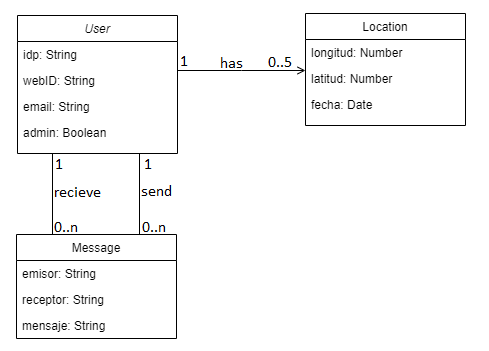 User
idp: String
webID: String
email: String
admin: Boolean
1 has 0..5
Location
longitud: Number
latitud: Number
fecha: Date
1 1
recieve send
0..n 0..n
Message
emisor: String
receptor: String
mensaje: String